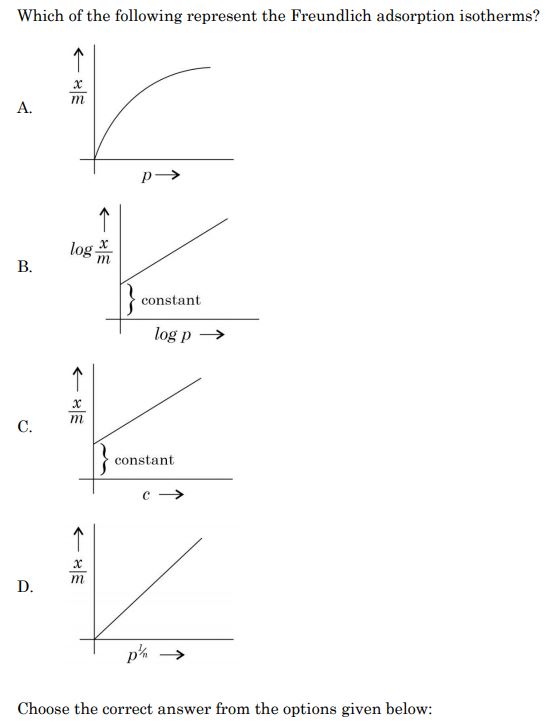 Which of the following represent the Freundlich adsorption isotherms?
A.
x/m
p →
B.
log x/m
constant
log p →
C.
x/m
constant
c →
D.
x/m
p^1/n →
Choose the correct answer from the options given below: